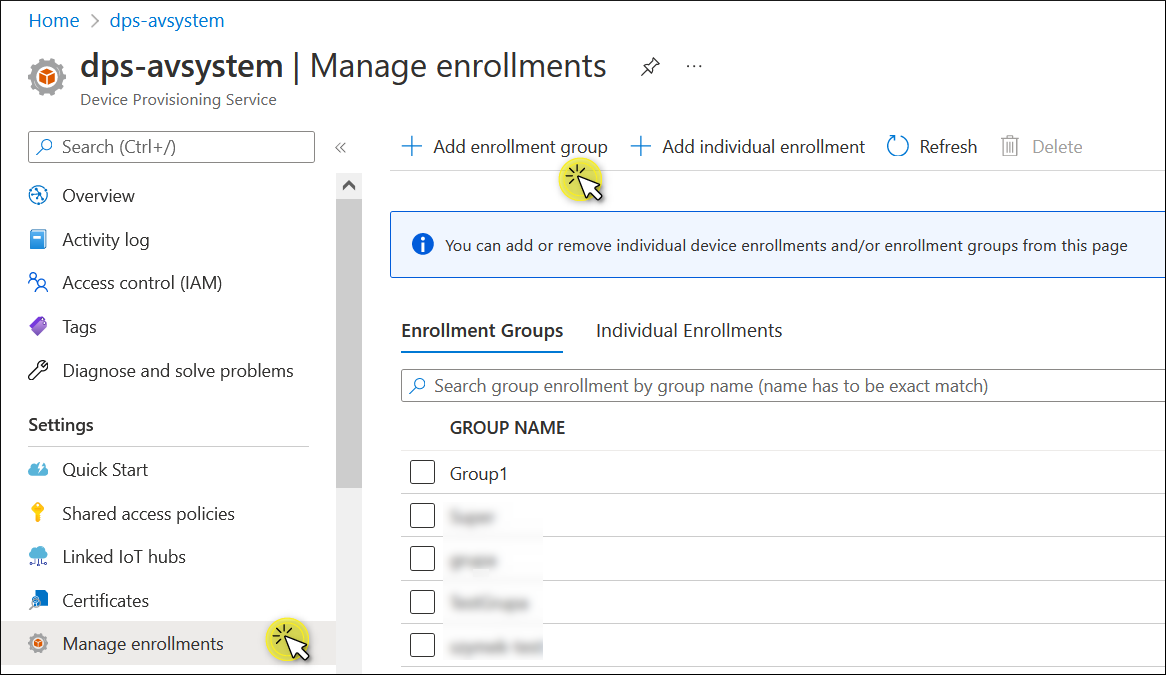 Home > dps-avsystem
dps-avsystem | Manage enrollments
Device Provisioning Service
Search (Ctrl+/)
Overview
Activity log
Access control (IAM)
Tags
Diagnose and solve problems
Settings
Quick Start
Shared access policies
Linked IoT hubs
Certificates
Manage enrollments
Add enrollment group
Add individual enrollment
Refresh
Delete
You can add or remove individual device enrollments and/or enrollment groups from this page
Enrollment Groups
Individual Enrollments
Search group enrollment by group name (name has to be exact match)
GROUP NAME
Group1